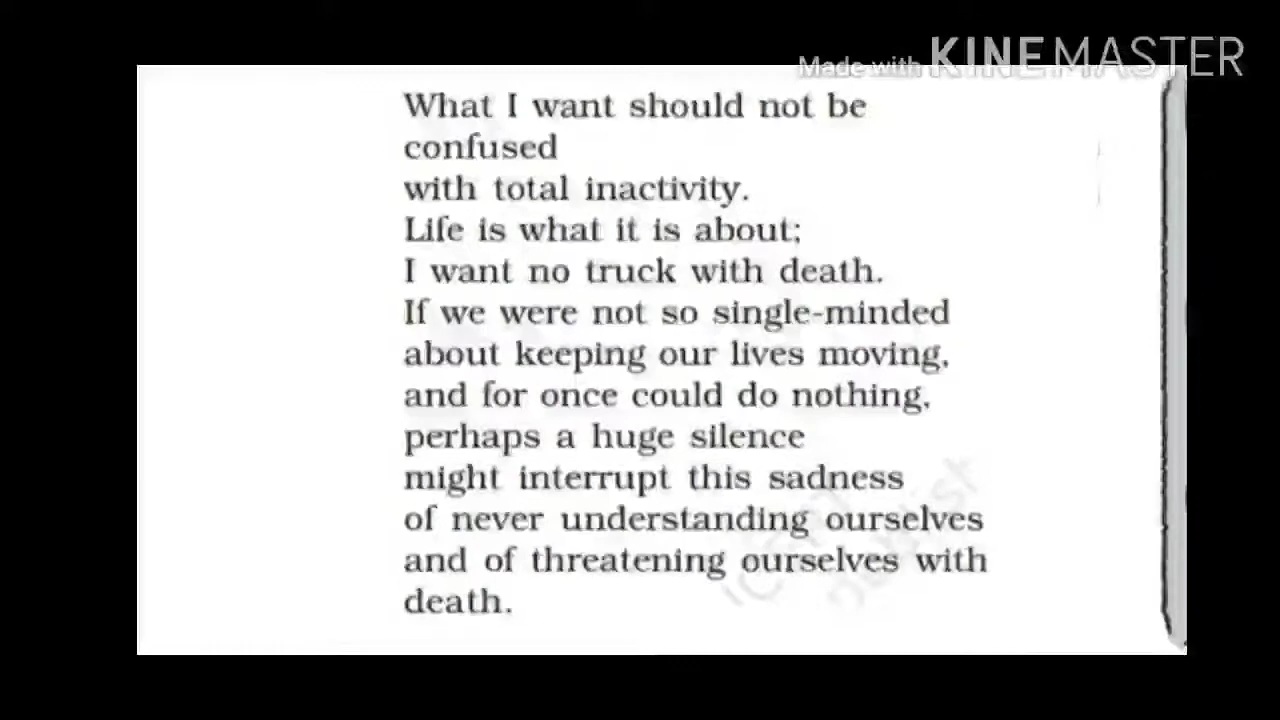 Made with KINEMASTER
What I want should not be
confused
with total inactivity.
Life is what it is about;
I want no truck with death.
If we were not so single-minded
about keeping our lives moving,
and for once could do nothing,
perhaps a huge silence
might interrupt this sadness
of never understanding ourselves
and of threatening ourselves with
death.